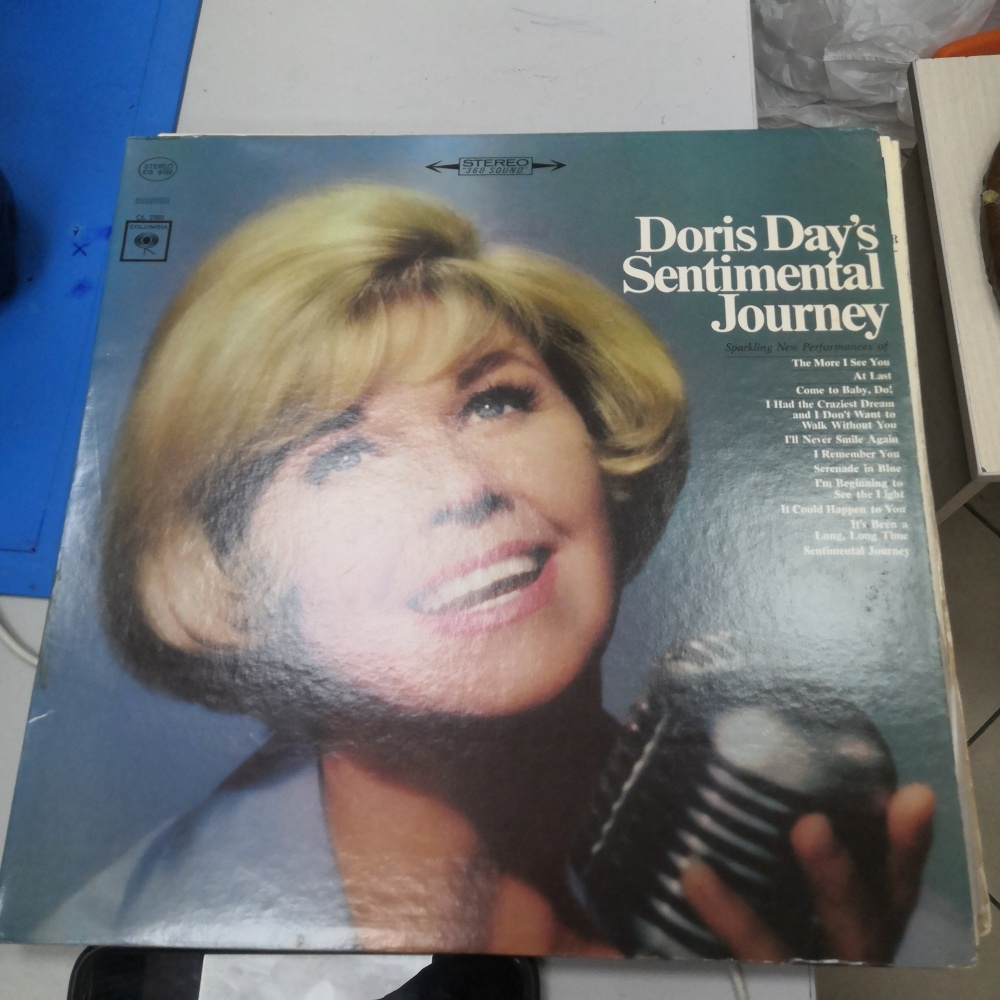 STEREO
STEREO
"360 SOUND"
COLUMBIA
Doris Day's
Sentimental
Journey
Sparkling New Performances of
The More I See You
At Last
Come to Baby, Do!
I Had the Craziest Dream
and I Don't Want to
Walk Without You
I'll Never Smile Again
I Remember You
Serenade in Blue
I'm Beginning to
See the Light
It Could Happen to You
It's Been a
Long, Long Time
Sentimental Journey